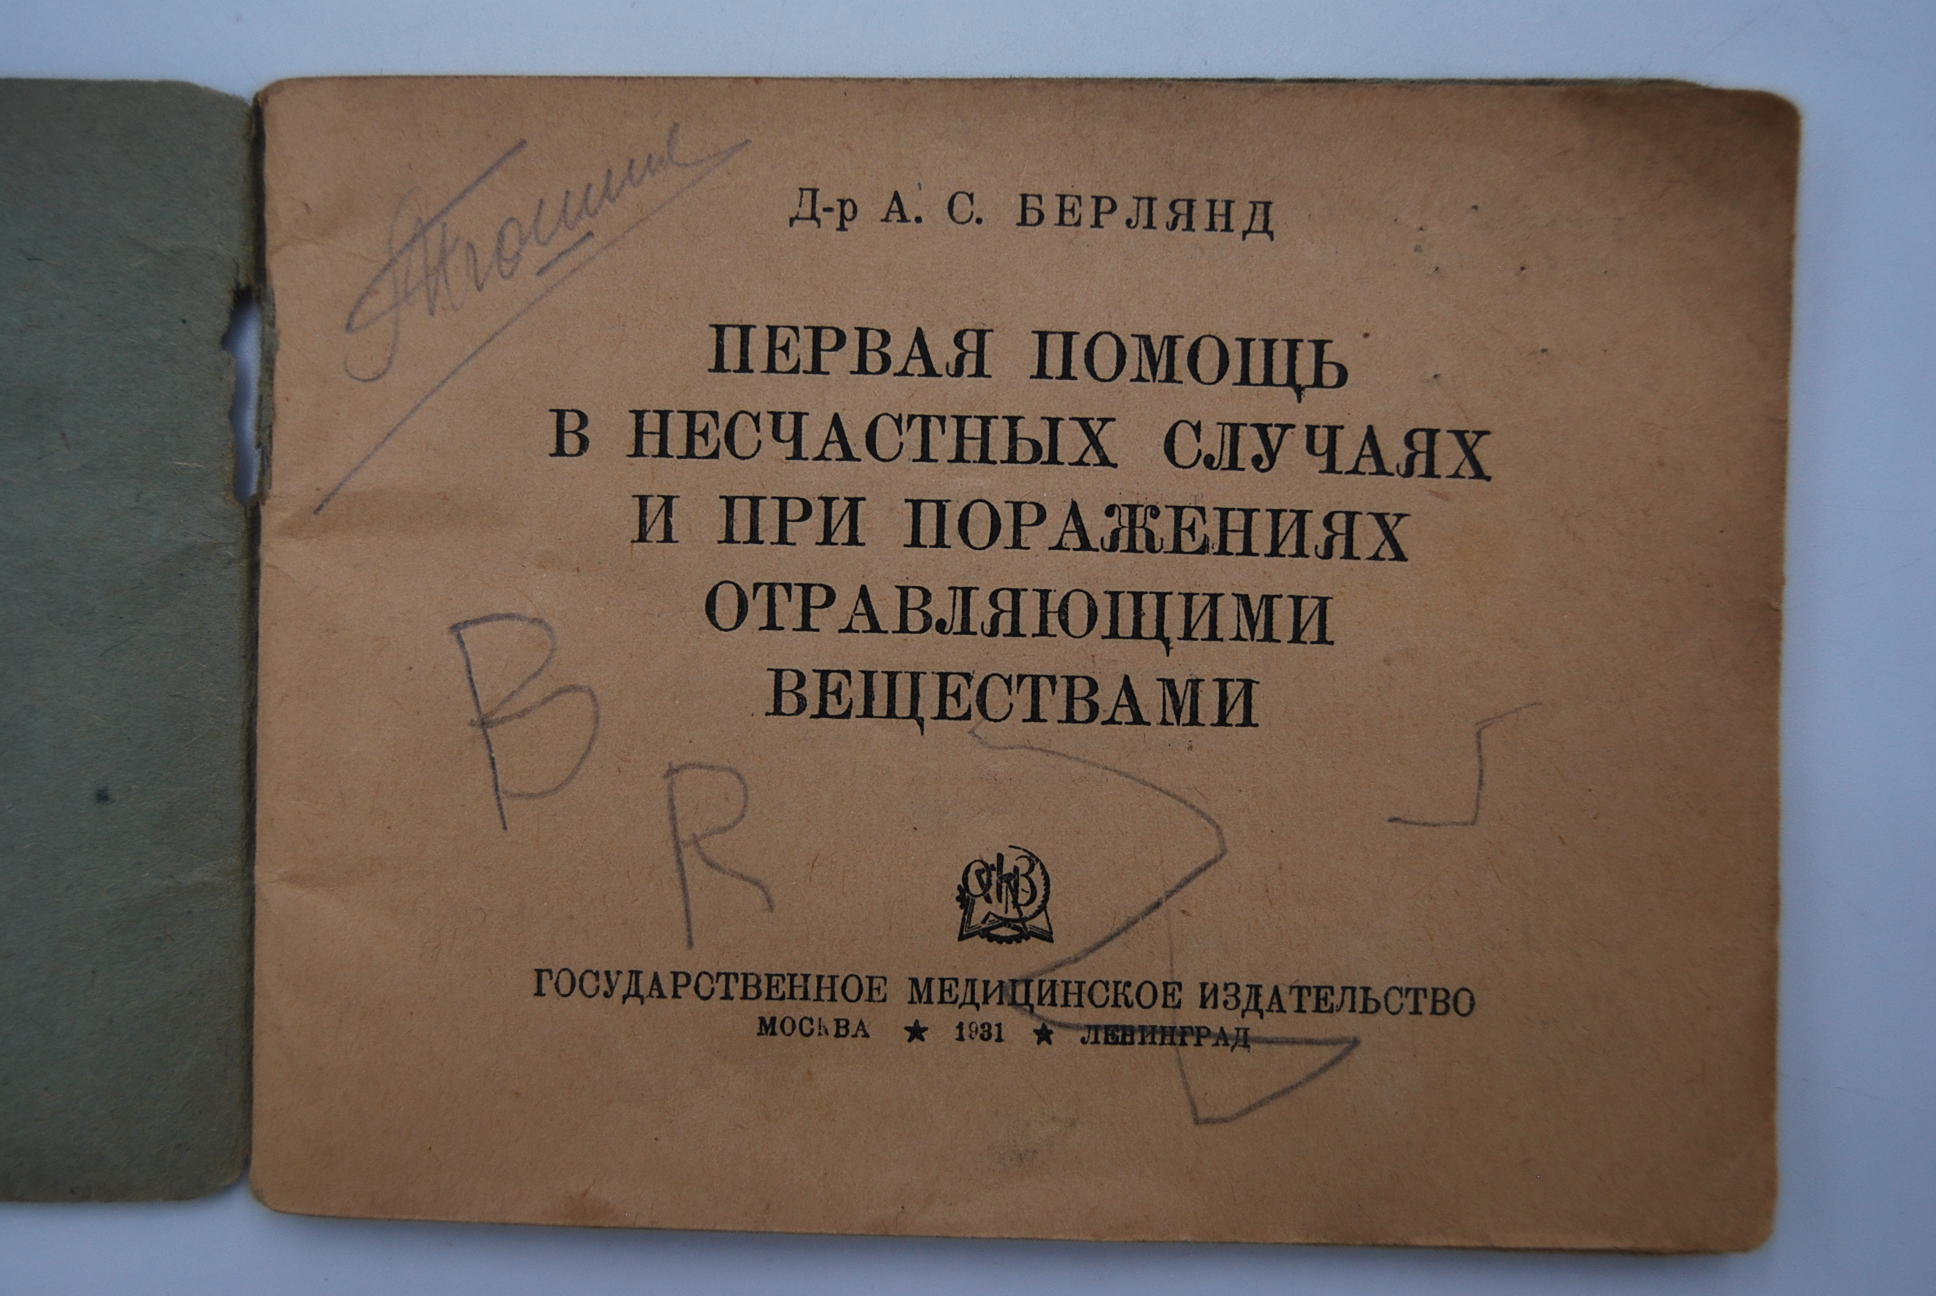 Д-р А. С. БЕРЛЯНД
ПЕРВАЯ ПОМОЩЬ
В НЕСЧАСТНЫХ СЛУЧАЯХ
И ПРИ ПОРАЖЕНИЯХ
ОТРАВЛЯЮЩИМИ
ВЕЩЕСТВАМИ
В
R
ГОСУДАРСТВЕННОЕ МЕДИЦИНСКОЕ ИЗДАТЕЛЬСТВО
МОСКВА ★ 1931 ★ ЛЕНИНГРАД